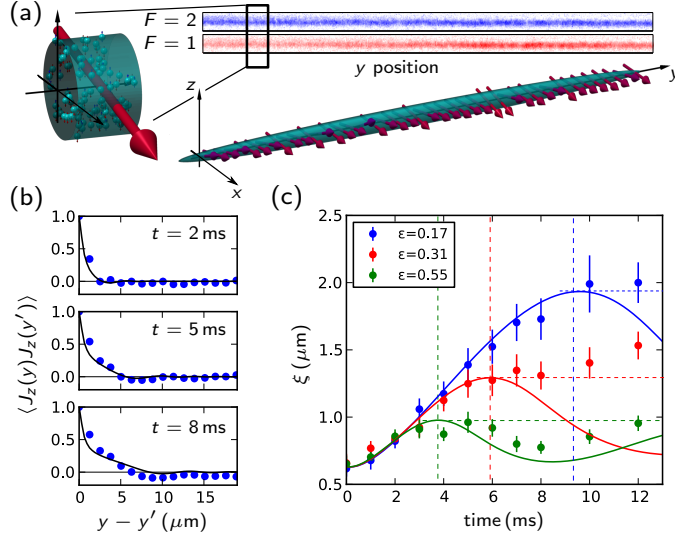 (a)
F = 2
F = 1
y position
z
y
x
(b)
1.0
0.5
0.0
t = 2 ms
1.0
0.5
0.0
t = 5 ms
1.0
0.5
0.0
t = 8 ms
0 5 10 15
⟨J_z(y)J_z(y′)⟩
y − y′ (μm)
(c)
2.5
2.0
1.5
1.0
0.5
ξ (μm)
ε=0.17
ε=0.31
ε=0.55
0 2 4 6 8 10 12
time (ms)